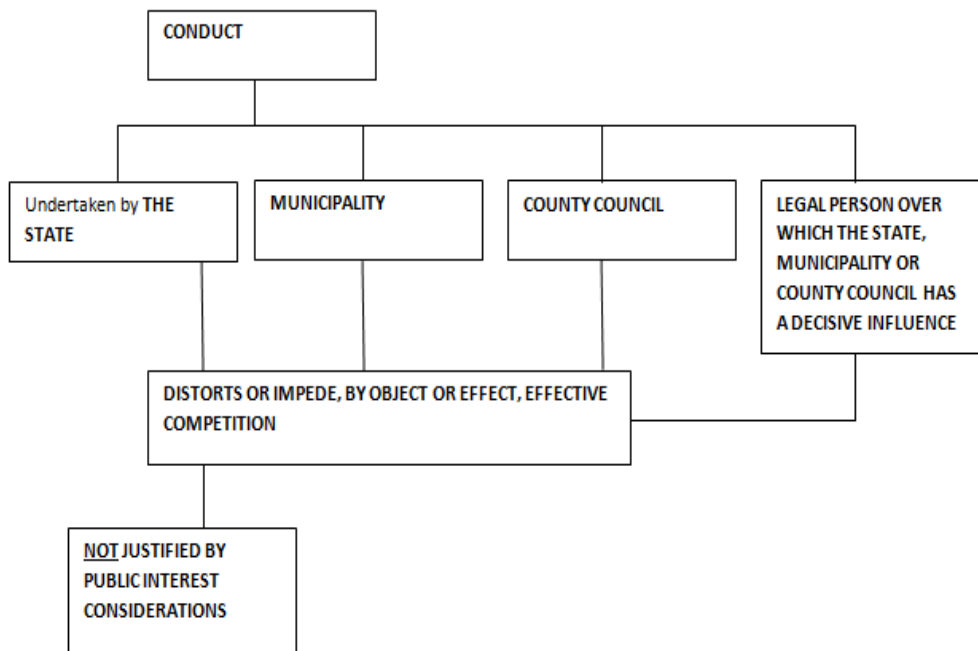 CONDUCT
Undertaken by THE
STATE
MUNICIPALITY
COUNTY COUNCIL
LEGAL PERSON OVER
WHICH THE STATE,
MUNICIPALITY OR
COUNTY COUNCIL HAS
A DECISIVE INFLUENCE
DISTORTS OR IMPEDE, BY OBJECT OR EFFECT, EFFECTIVE
COMPETITION
NOT JUSTIFIED BY
PUBLIC INTEREST
CONSIDERATIONS